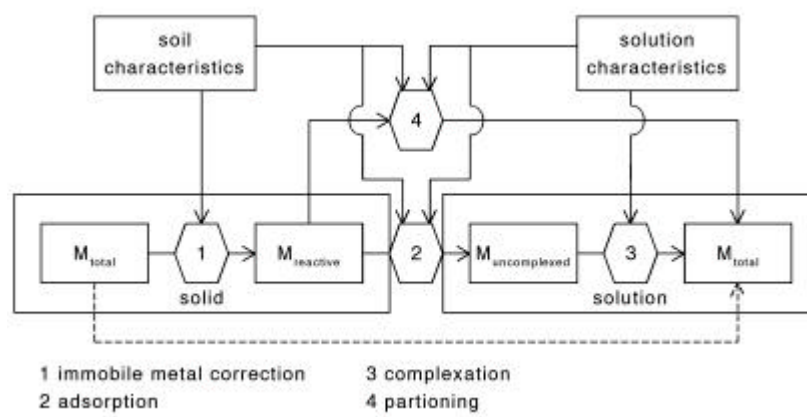 soil
characteristics
solution
characteristics
4
M total
1
M reactive
2
M uncomplexed
3
M total
solid
solution
1 immobile metal correction
3 complexation
2 adsorption
4 partioning